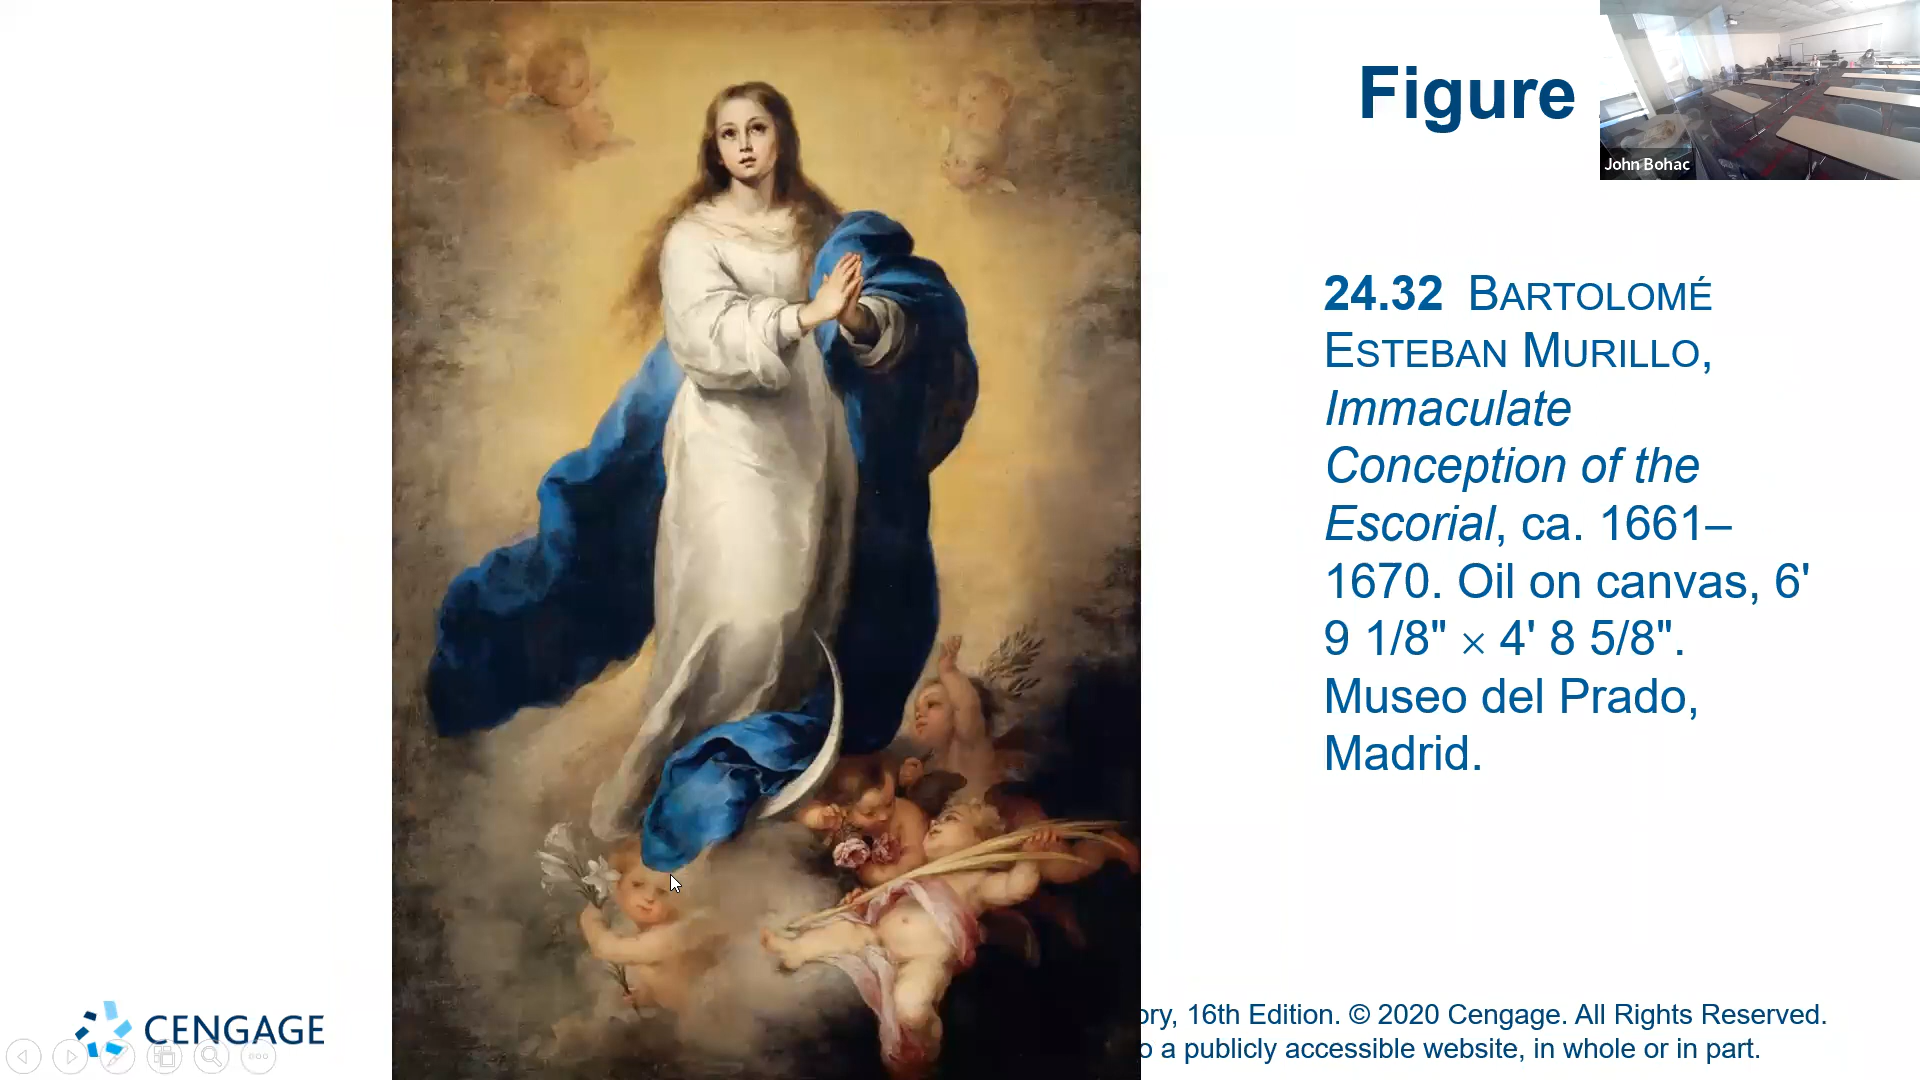 Figure
John Bohac
24.32 BARTOLOMÉ
ESTEBAN MURILLO,
Immaculate
Conception of the
Escorial, ca. 1661–
1670. Oil on canvas, 6'
9 1/8" × 4' 8 5/8".
Museo del Prado,
Madrid.
CENGAGE
ory, 16th Edition. © 2020 Cengage. All Rights Reserved.
o a publicly accessible website, in whole or in part.